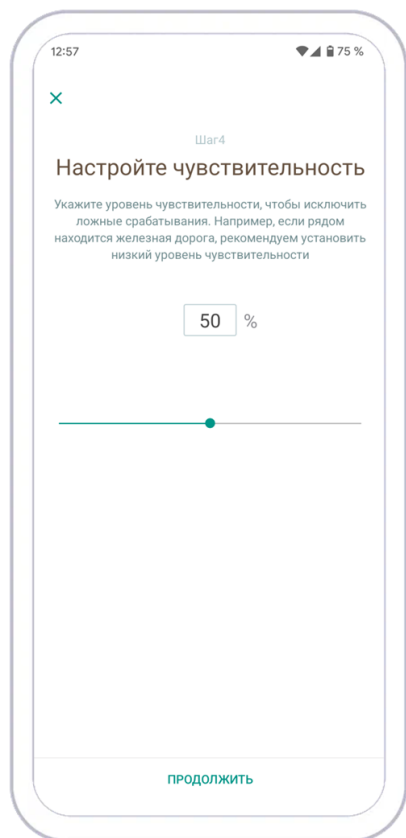 12:57
75 %
Шаг4
Настройте чувствительность
Укажите уровень чувствительности, чтобы исключить
ложные срабатывания. Например, если рядом
находится железная дорога, рекомендуем установить
низкий уровень чувствительности
50 %
ПРОДОЛЖИТЬ